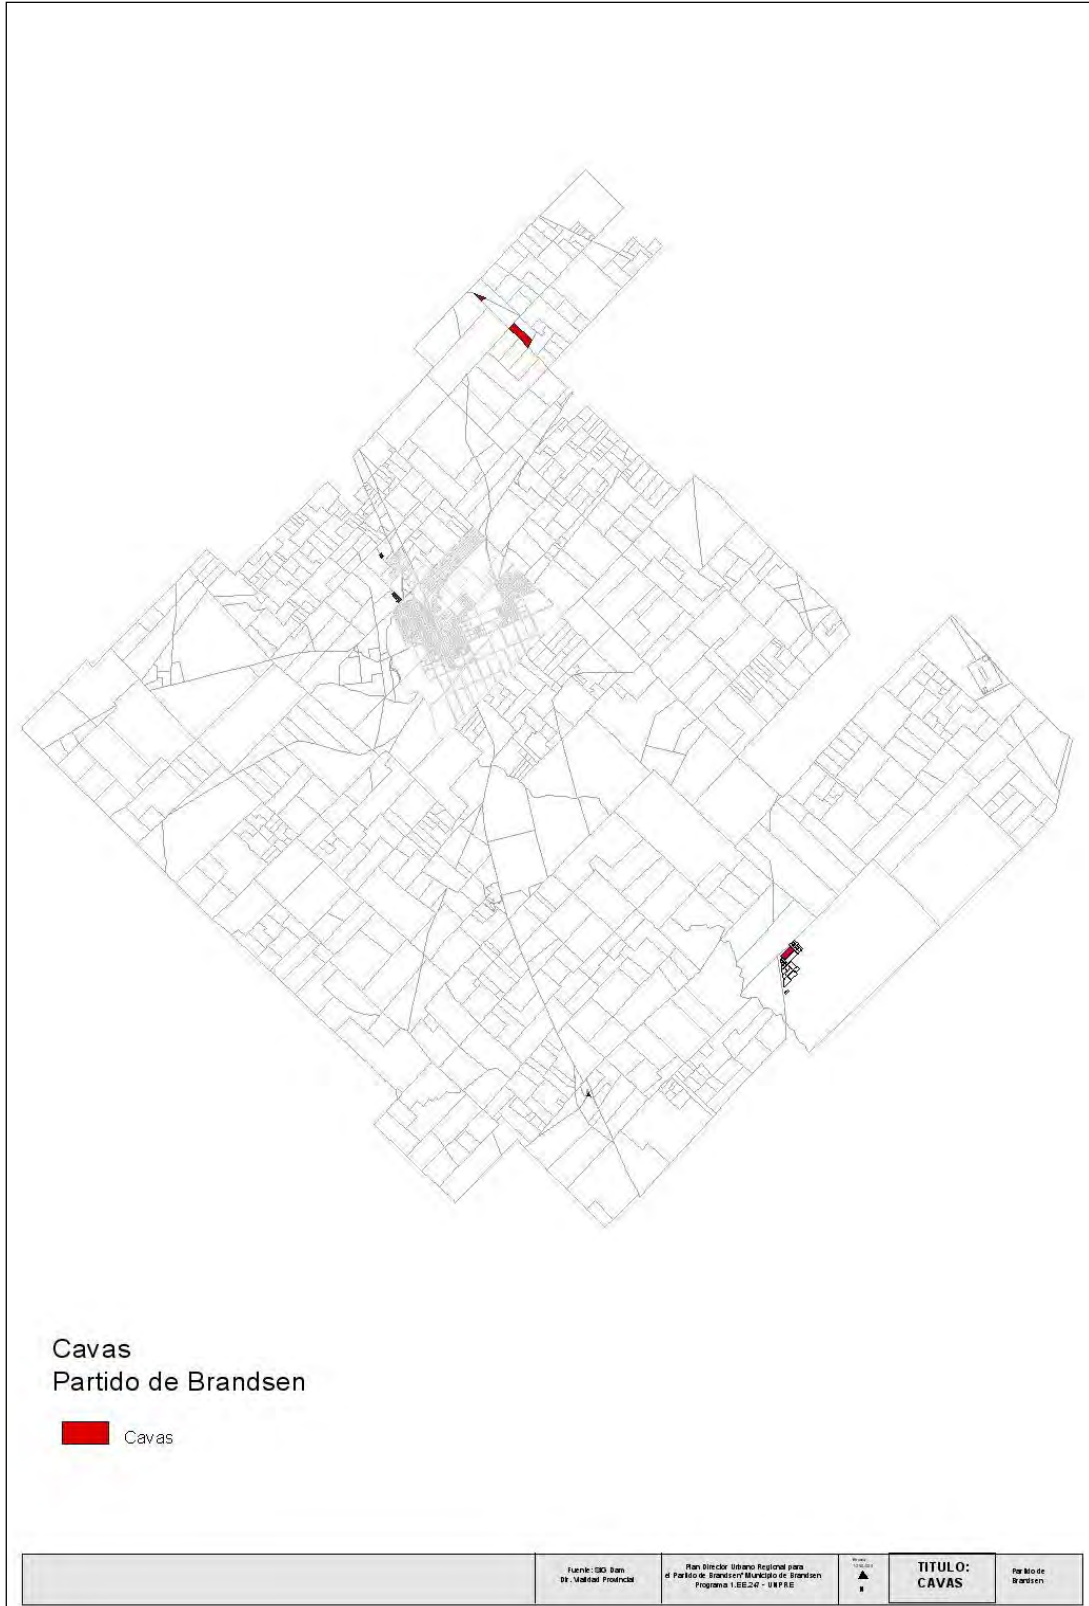 Cavas
Partido de Brandsen
Cavas
Fuente: SIG Dam
Dir. Vialidad Provincial
Plan Director Urbano Regional para
el Partido de Brandsen" Municipio de Brandsen
Programa 1.EE.247 - UNPRE
N
TITULO:
CAVAS
Partido de
Brandsen